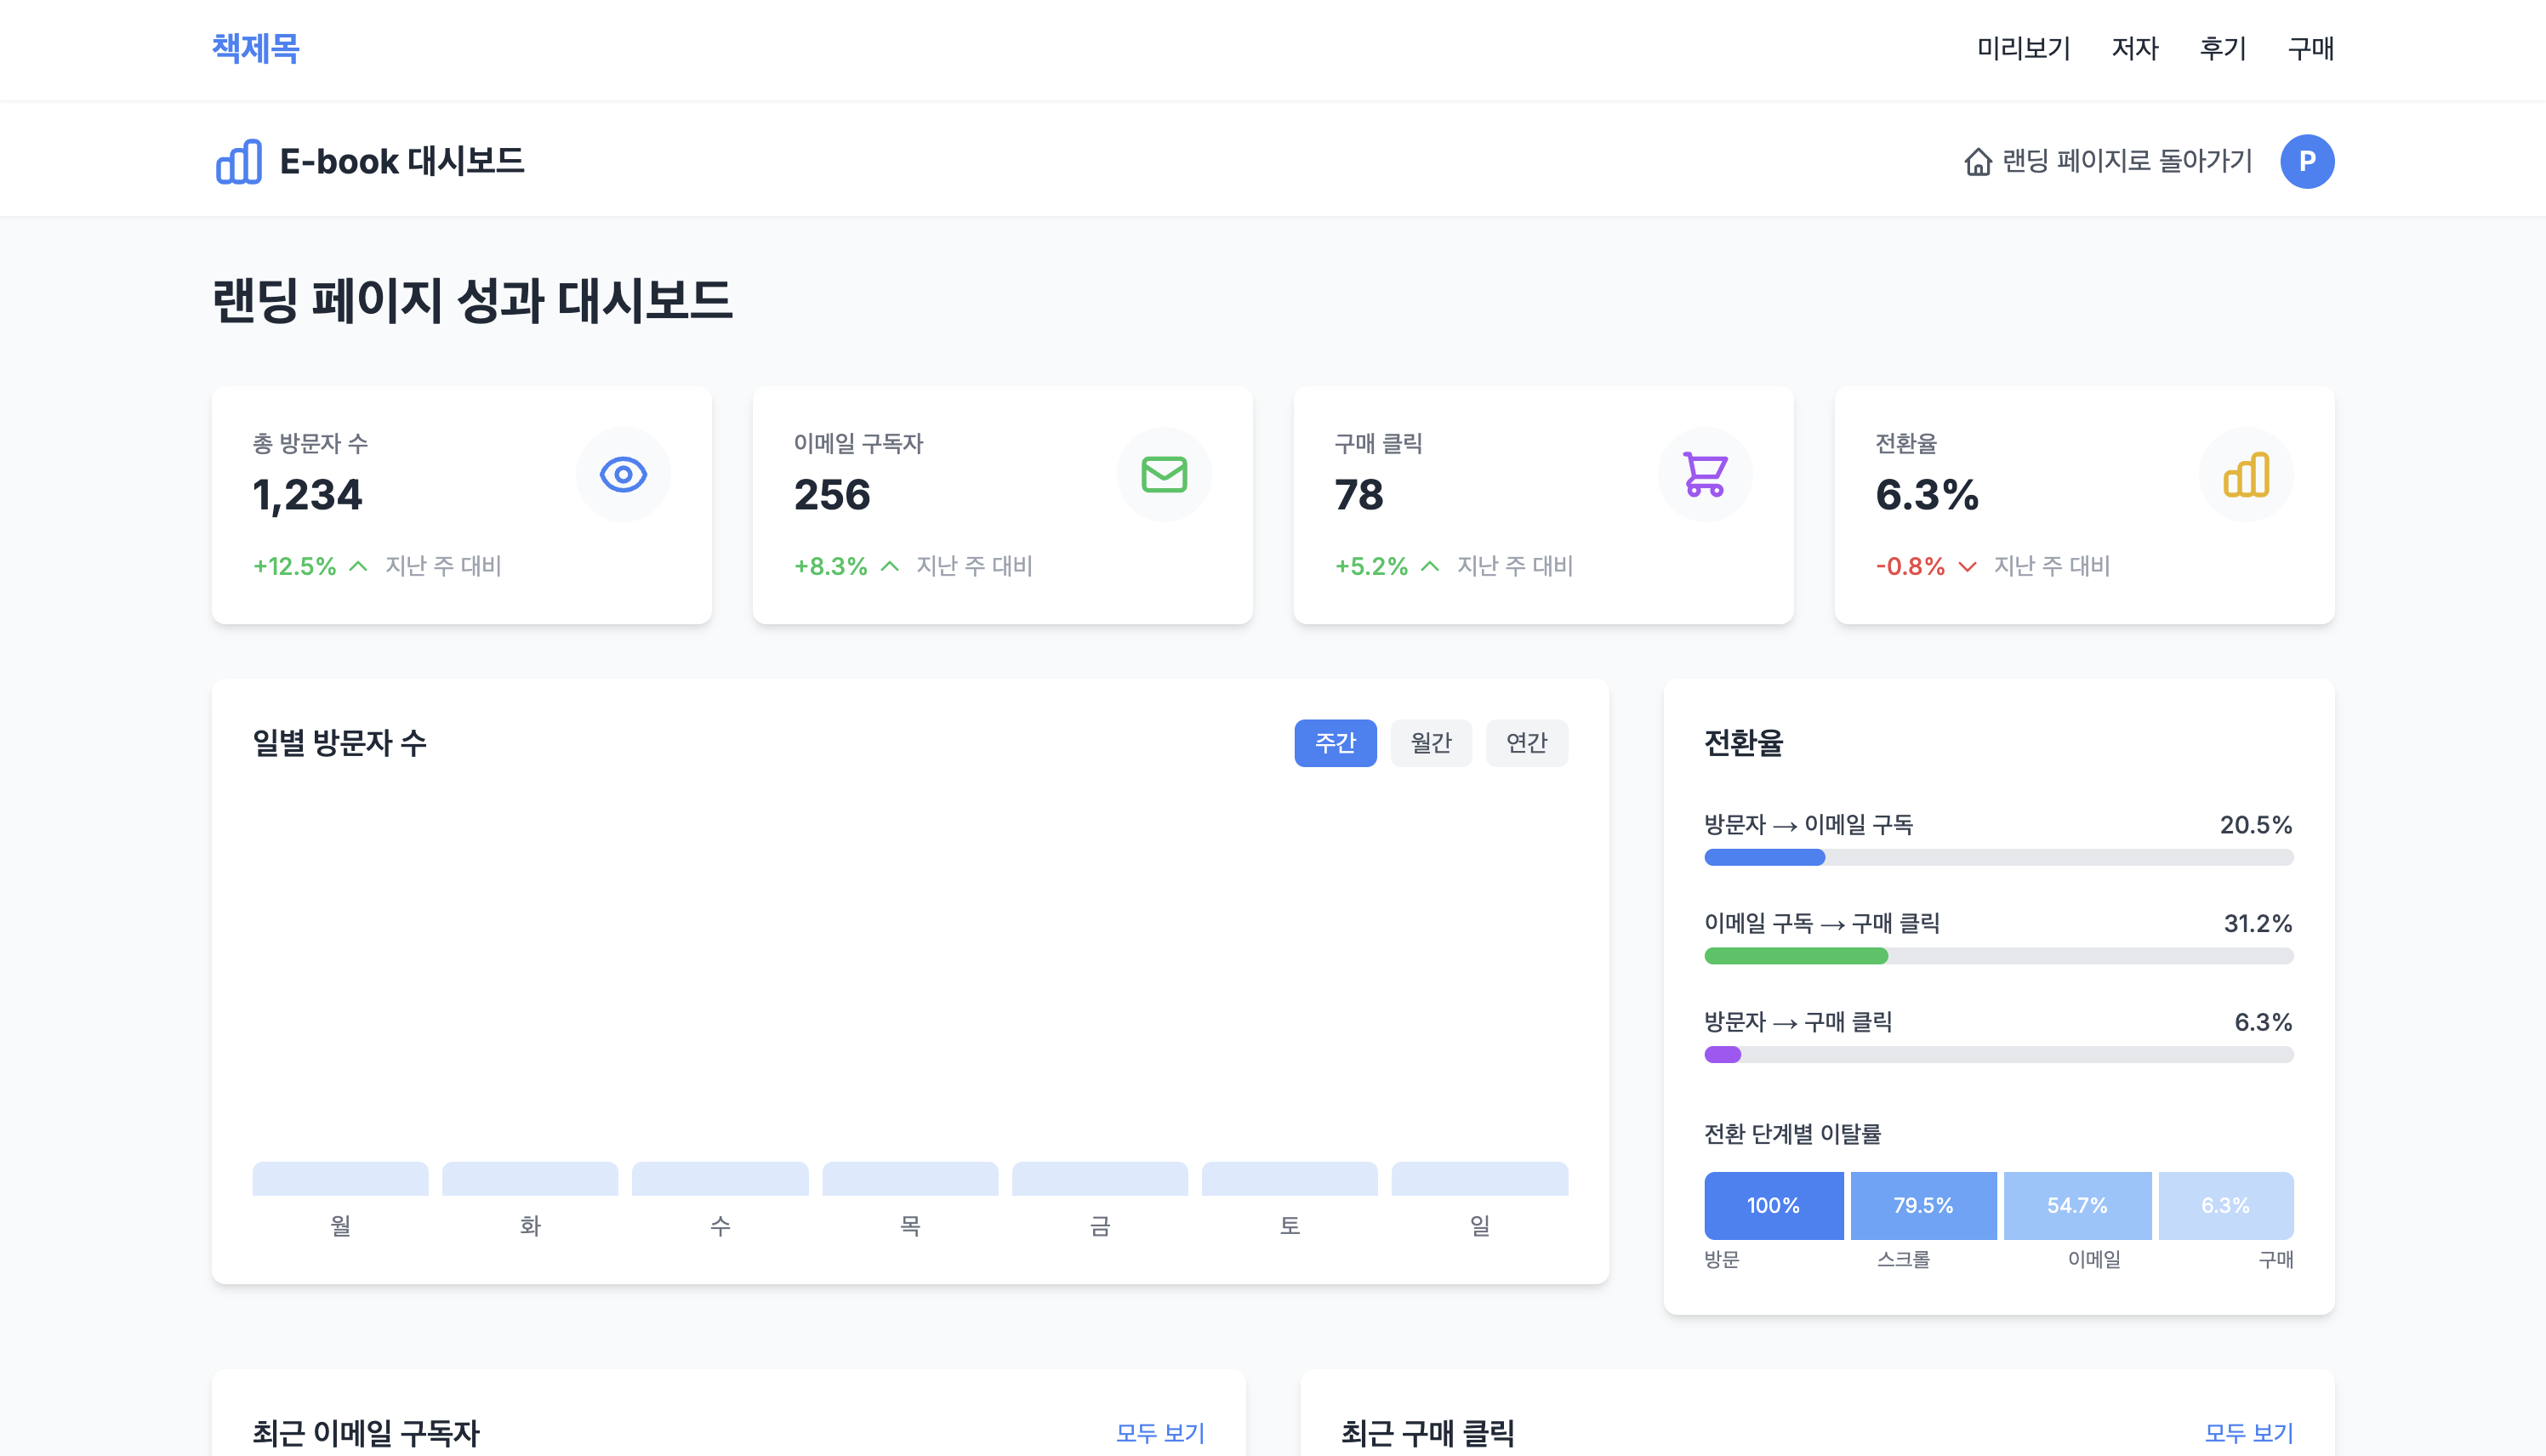 책제목
미리보기 저자 후기 구매
E-book 대시보드
랜딩 페이지로 돌아가기 P
랜딩 페이지 성과 대시보드
총 방문자 수
1,234
+12.5% 지난 주 대비
이메일 구독자
256
+8.3% 지난 주 대비
구매 클릭
78
+5.2% 지난 주 대비
전환율
6.3%
-0.8% 지난 주 대비
일별 방문자 수
주간 월간 연간
월 화 수 목 금 토 일
전환율
방문자 → 이메일 구독 20.5%
이메일 구독 → 구매 클릭 31.2%
방문자 → 구매 클릭 6.3%
전환 단계별 이탈률
100% 79.5% 54.7% 6.3%
방문 스크롤 이메일 구매
최근 이메일 구독자 모두 보기
최근 구매 클릭 모두 보기